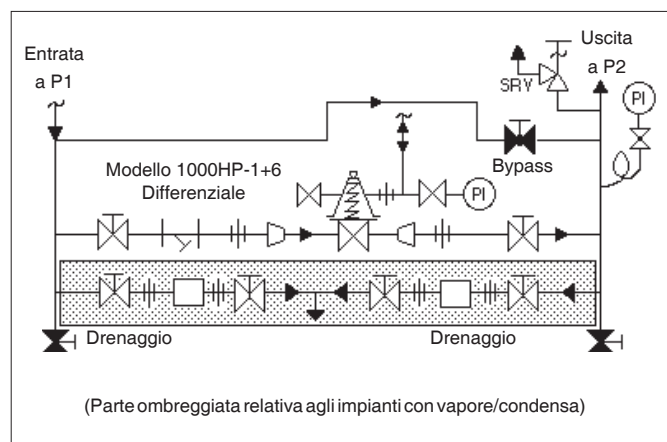 Entrata
a P1
Uscita
a P2
SRV
PI
Bypass
Modello 1000HP-1+6
Differenziale
PI
Drenaggio
Drenaggio
(Parte ombreggiata relativa agli impianti con vapore/condensa)